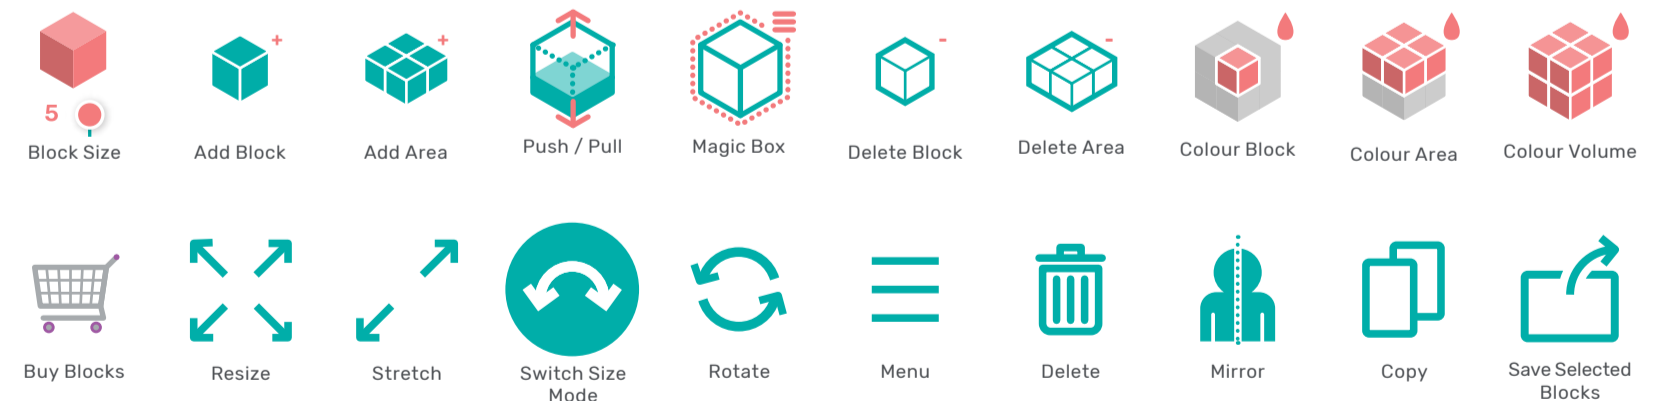 5
Block Size
Add Block
Add Area
Push / Pull
Magic Box
Delete Block
Delete Area
Colour Block
Colour Area
Colour Volume
Buy Blocks
Resize
Stretch
Switch Size
Mode
Rotate
Menu
Delete
Mirror
Copy
Save Selected
Blocks